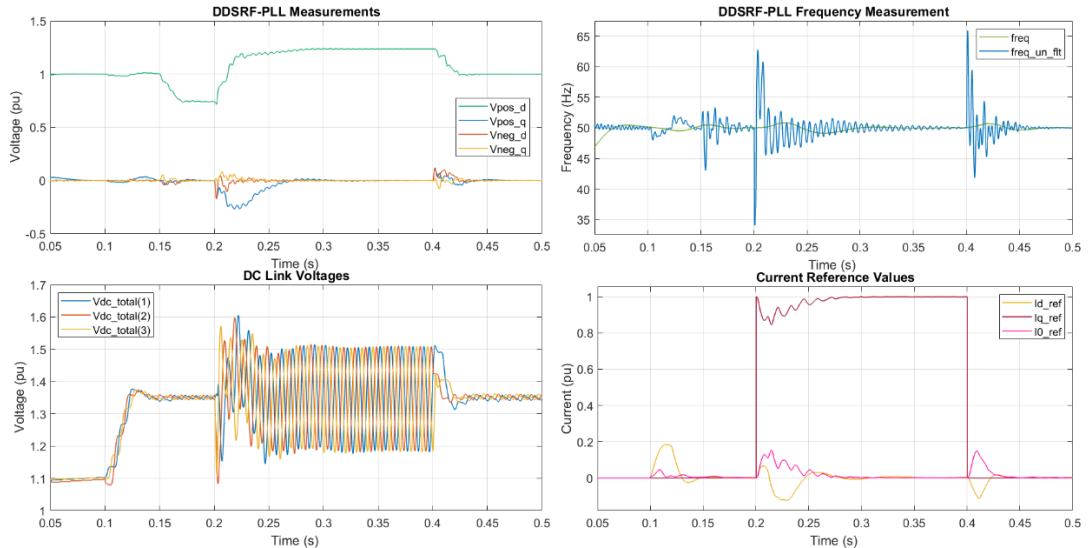 DDSRF-PLL Measurements
Voltage (pu)
1.5
1
0.5
0
-0.5
Vpos_d
Vpos_q
Vneg_d
Vneg_q
0.05 0.1 0.15 0.2 0.25 0.3 0.35 0.4 0.45 0.5
Time (s)
DDSRF-PLL Frequency Measurement
Frequency (Hz)
65
60
55
50
45
40
35
freq
freq_un_flt
0.05 0.1 0.15 0.2 0.25 0.3 0.35 0.4 0.45 0.5
Time (s)
DC Link Voltages
Voltage (pu)
1.7
1.6
1.5
1.4
1.3
1.2
1.1
1
Vdc_total(1)
Vdc_total(2)
Vdc_total(3)
0.05 0.1 0.15 0.2 0.25 0.3 0.35 0.4 0.45 0.5
Time (s)
Current Reference Values
Current (pu)
1
0.8
0.6
0.4
0.2
0
Id_ref
Iq_ref
I0_ref
0.05 0.1 0.15 0.2 0.25 0.3 0.35 0.4 0.45 0.5
Time (s)